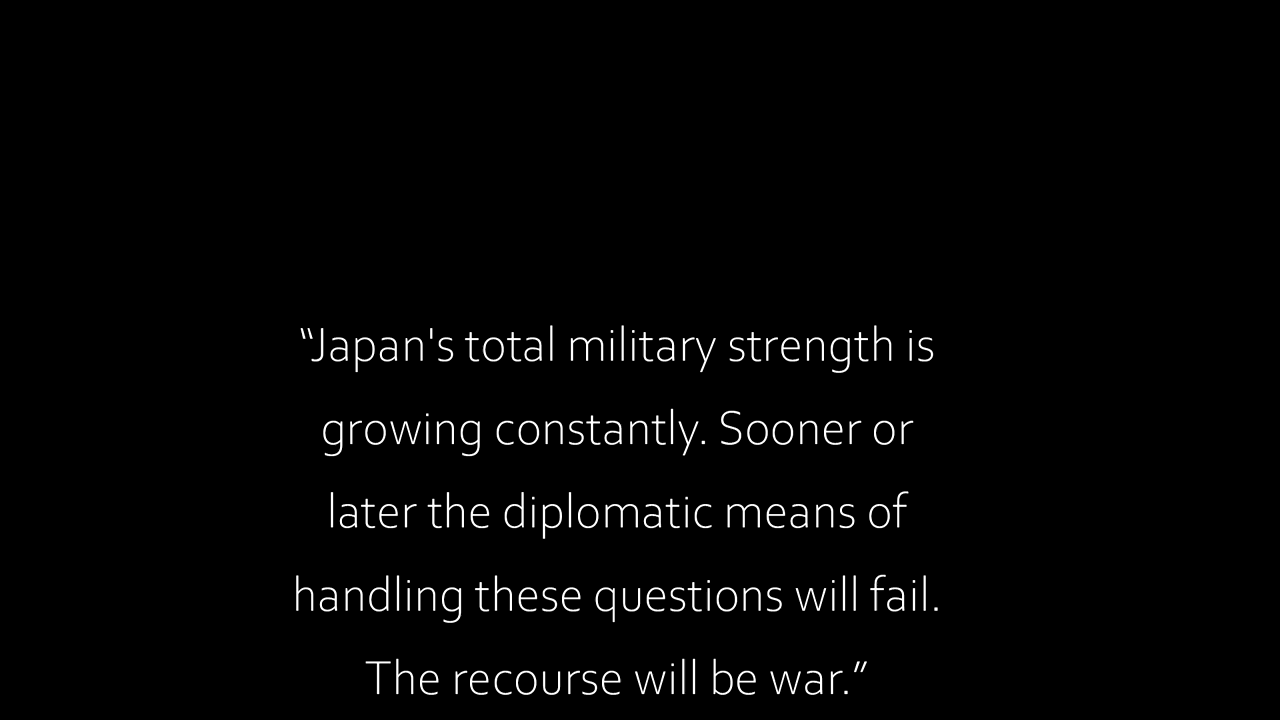 “Japan's total military strength is
growing constantly. Sooner or
later the diplomatic means of
handling these questions will fail.
The recourse will be war.”